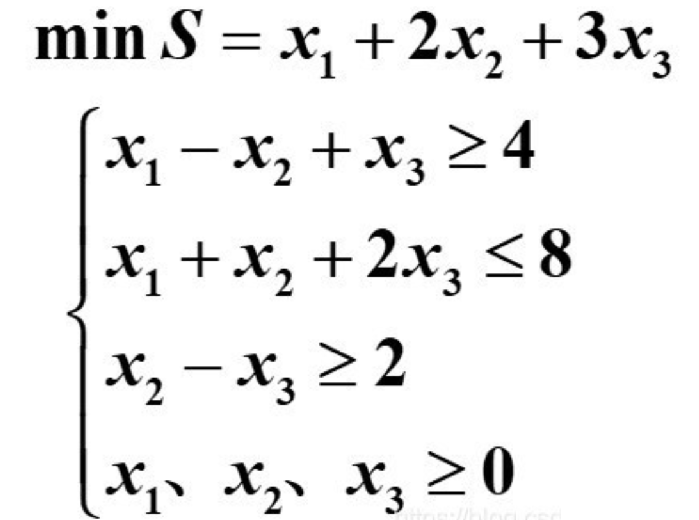 min S = x₁ + 2x₂ + 3x₃
x₁ − x₂ + x₃ ≥ 4
x₁ + x₂ + 2x₃ ≤ 8
x₂ − x₃ ≥ 2
x₁、x₂、x₃ ≥ 0